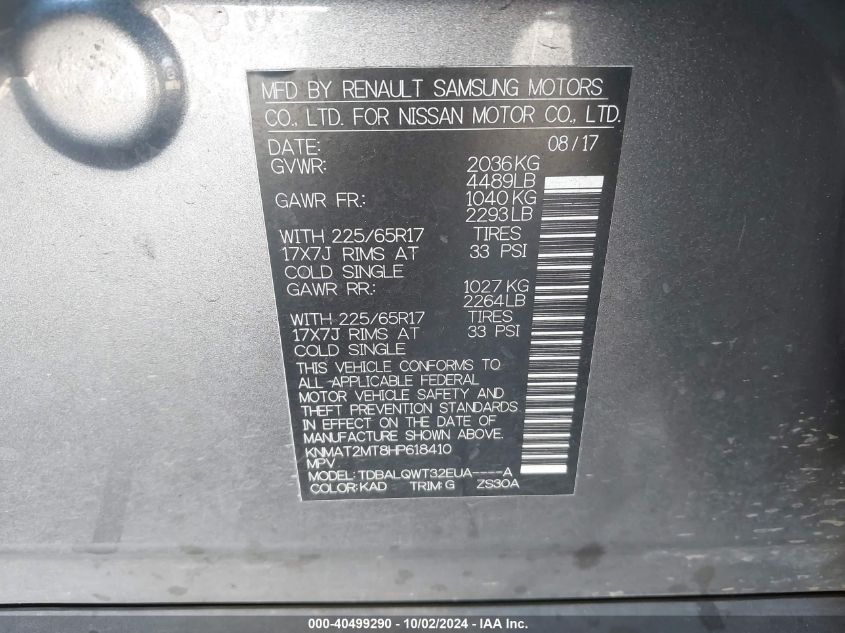 MFD BY RENAULT SAMSUNG MOTORS
CO., LTD. FOR NISSAN MOTOR CO., LTD.
DATE: 08/17
GVWR: 2036KG
4489LB
GAWR FR: 1040KG
2293LB
WITH 225/65R17 TIRES
17X7J RIMS AT 33 PSI
COLD SINGLE
GAWR RR: 1027KG
2264LB
WITH 225/65R17 TIRES
17X7J RIMS AT 33 PSI
COLD SINGLE
THIS VEHICLE CONFORMS TO
ALL APPLICABLE FEDERAL
MOTOR VEHICLE SAFETY AND
THEFT PREVENTION STANDARDS
IN EFFECT ON THE DATE OF
MANUFACTURE SHOWN ABOVE.
KNMAT2MT8HP618410
MPV
MODEL: TDBALQWT32EUA----A
COLOR: KAD TRIM: G ZS30A
000-40499290 - 10/02/2024 - IAA Inc.